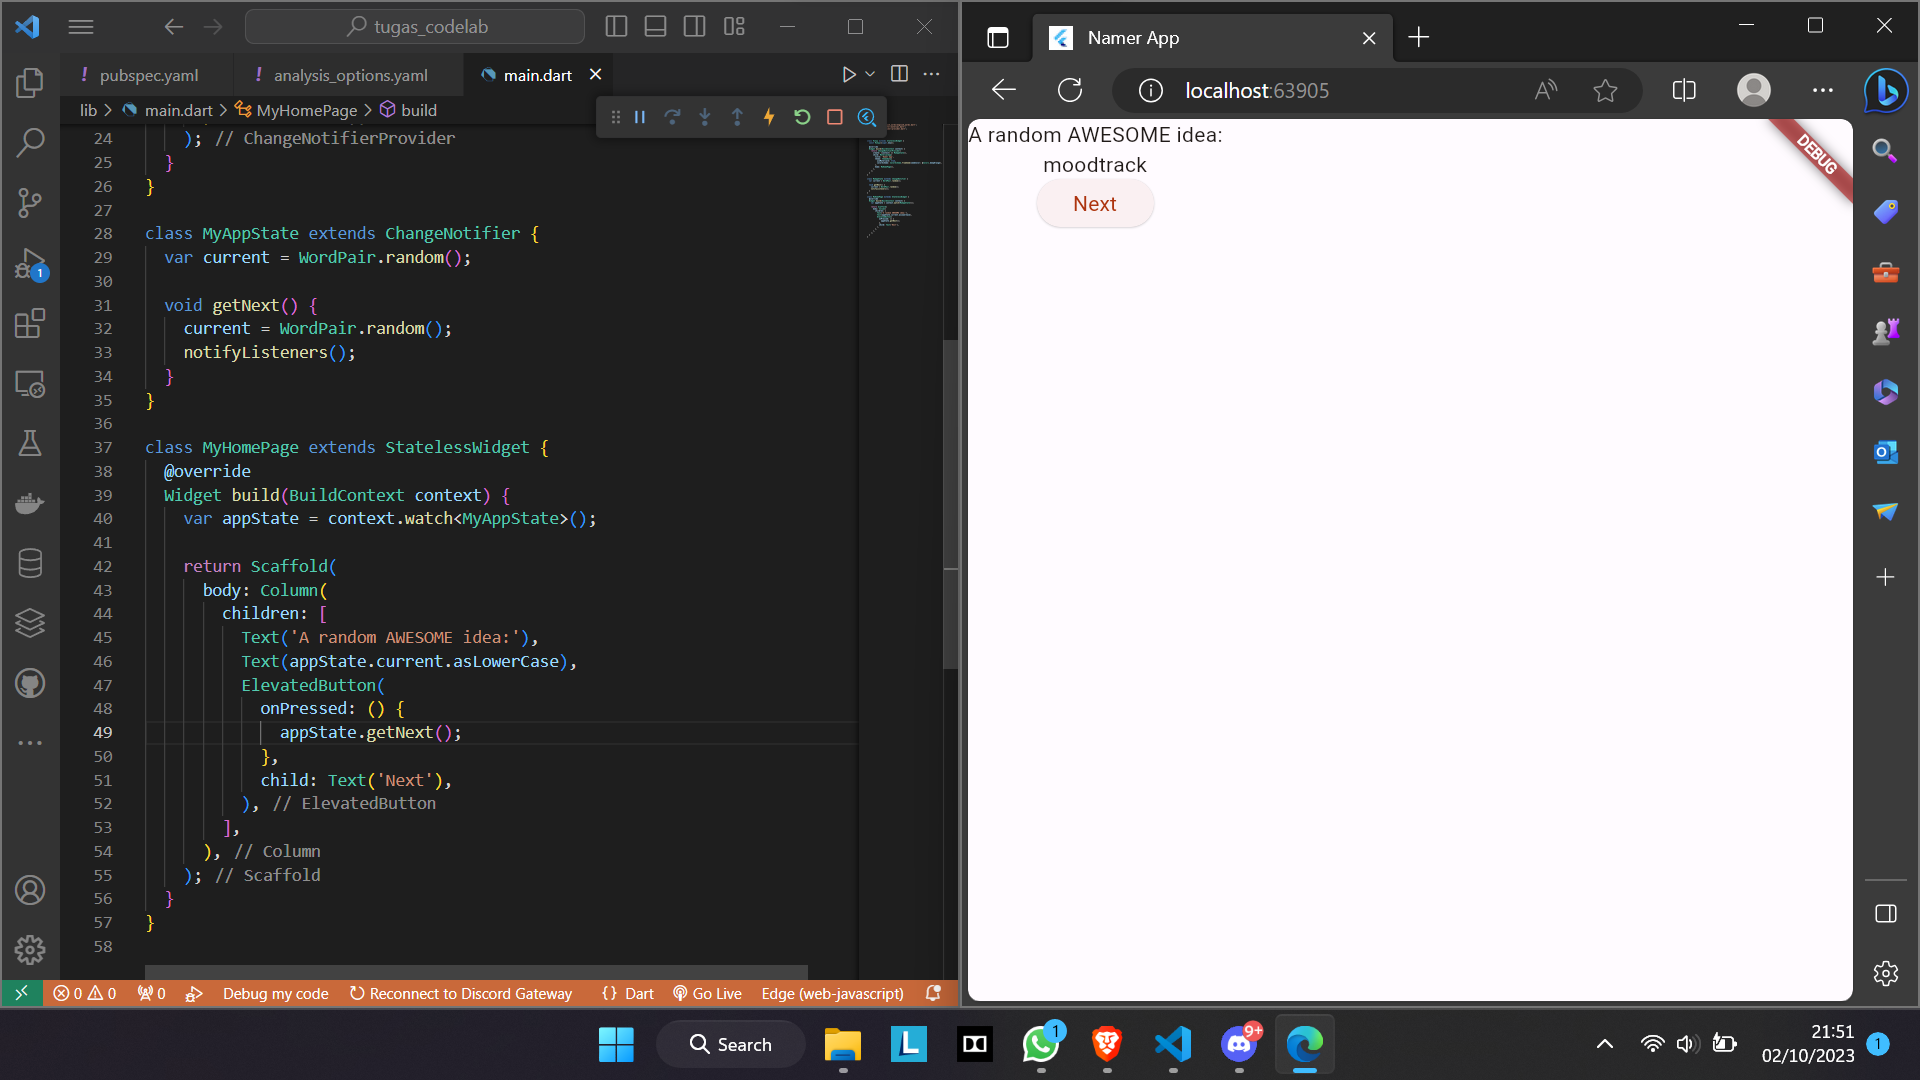 tugas_codelab
! pubspec.yaml
! analysis_options.yaml
main.dart
lib > main.dart > MyHomePage > build
24 ); // ChangeNotifierProvider
25 }
26 }
27
28 class MyAppState extends ChangeNotifier {
29 var current = WordPair.random();
30
31 void getNext() {
32 current = WordPair.random();
33 notifyListeners();
34 }
35 }
36
37 class MyHomePage extends StatelessWidget {
38 @override
39 Widget build(BuildContext context) {
40 var appState = context.watch<MyAppState>();
41
42 return Scaffold(
43 body: Column(
44 children: [
45 Text('A random AWESOME idea:'),
46 Text(appState.current.asLowerCase),
47 ElevatedButton(
48 onPressed: () {
49 appState.getNext();
50 },
51 child: Text('Next'),
52 ), // ElevatedButton
53 ],
54 ), // Column
55 ); // Scaffold
56 }
57 }
58
1
0 0 0 Debug my code Reconnect to Discord Gateway {} Dart Go Live Edge (web-javascript)
Namer App
localhost:63905
A random AWESOME idea:
moodtrack
Next
DEBUG
Search
L
1
9+
21:51
02/10/2023
1